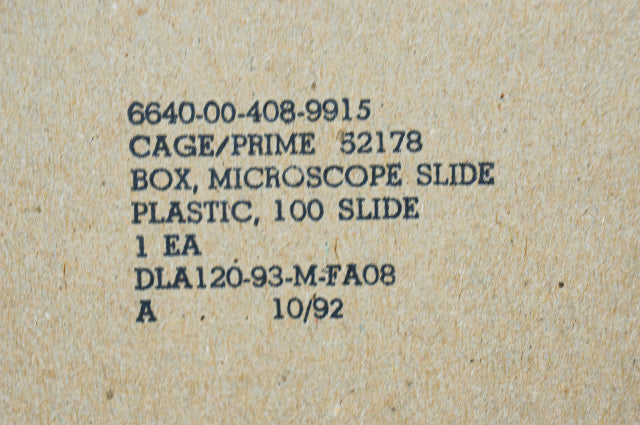 6640-00-408-9915
CAGE/PRIME 52178
BOX, MICROSCOPE SLIDE
PLASTIC, 100 SLIDE
1 EA
DLA120-93-M-FA08
A 10/92